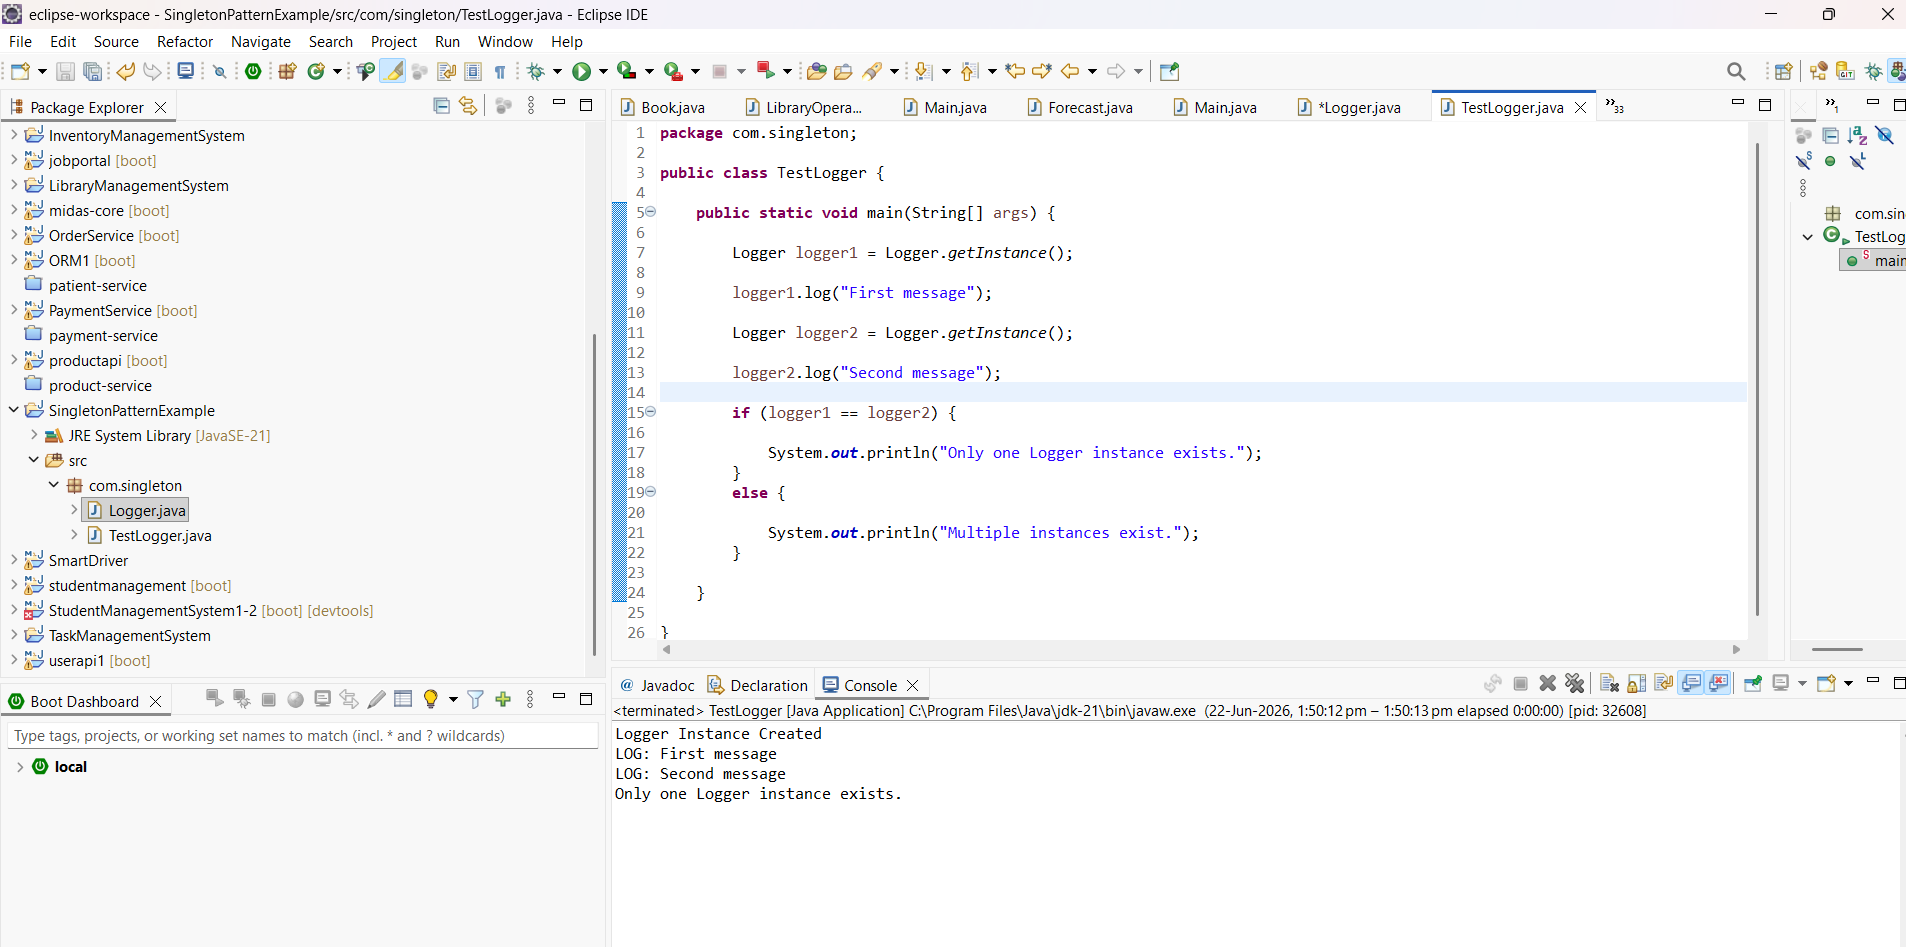 eclipse-workspace - SingletonPatternExample/src/com/singleton/TestLogger.java - Eclipse IDE
File Edit Source Refactor Navigate Search Project Run Window Help
Package Explorer
InventoryManagementSystem
jobportal [boot]
LibraryManagementSystem
midas-core [boot]
OrderService [boot]
ORM1 [boot]
patient-service
PaymentService [boot]
payment-service
productapi [boot]
product-service
SingletonPatternExample
JRE System Library [JavaSE-21]
src
com.singleton
Logger.java
TestLogger.java
SmartDriver
studentmanagement [boot]
StudentManagementSystem1-2 [boot] [devtools]
TaskManagementSystem
userapi1 [boot]
Boot Dashboard
Type tags, projects, or working set names to match (incl. * and ? wildcards)
local
Book.java LibraryOpera... Main.java Forecast.java Main.java *Logger.java TestLogger.java »33
1 package com.singleton;
2
3 public class TestLogger {
4
5 public static void main(String[] args) {
6
7 Logger logger1 = Logger.getInstance();
8
9 logger1.log("First message");
10
11 Logger logger2 = Logger.getInstance();
12
13 logger2.log("Second message");
14
15 if (logger1 == logger2) {
16
17 System.out.println("Only one Logger instance exists.");
18 }
19 else {
20
21 System.out.println("Multiple instances exist.");
22 }
23
24 }
25
26 }
»1
com.sin
TestLog
main
@ Javadoc Declaration Console
<terminated> TestLogger [Java Application] C:\Program Files\Java\jdk-21\bin\javaw.exe (22-Jun-2026, 1:50:12 pm – 1:50:13 pm elapsed 0:00:00) [pid: 32608]
Logger Instance Created
LOG: First message
LOG: Second message
Only one Logger instance exists.